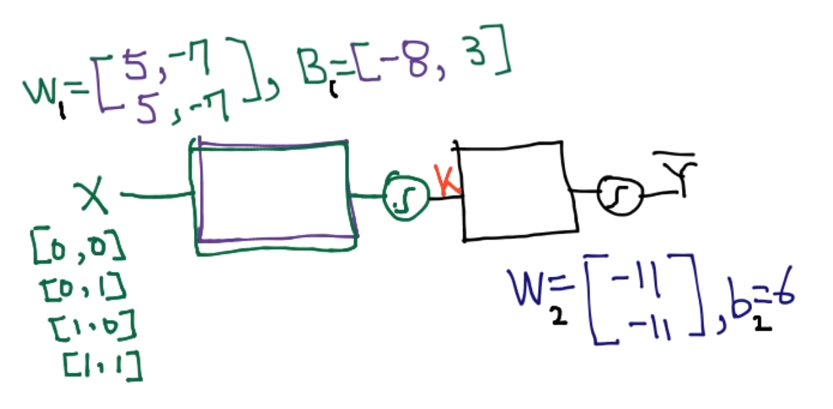 W₁=[5,-7
5,-7], B₁=[-8, 3]
X
[0,0]
[0,1]
[1,0]
[1,1]
S
K
S
Y̅
W₂=[-11
-11], b₂=6